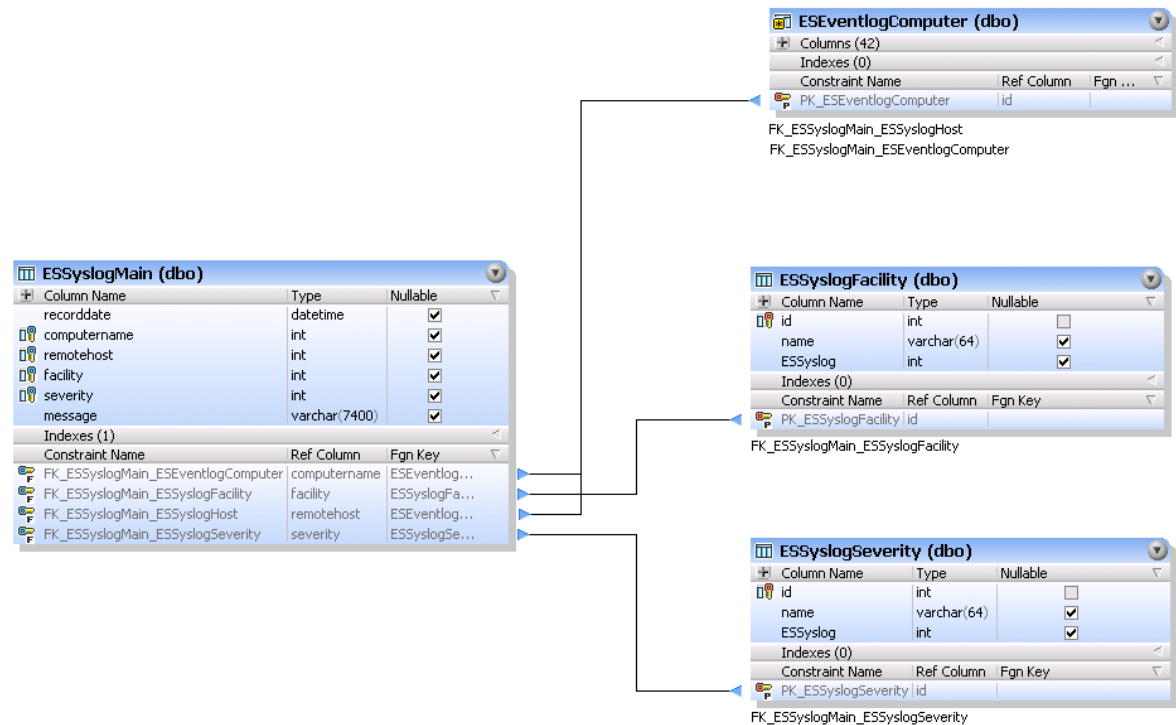 ESEventlogComputer (dbo)
Columns (42)
Indexes (0)
Constraint Name Ref Column Fgn ...
PK_ESEventlogComputer id
FK_ESSyslogMain_ESSyslogHost
FK_ESSyslogMain_ESEventlogComputer
ESSyslogMain (dbo)
Column Name Type Nullable
recorddate datetime
computername int
remotehost int
facility int
severity int
message varchar(7400)
Indexes (1)
Constraint Name Ref Column Fgn Key
FK_ESSyslogMain_ESEventlogComputer computername ESEventlog...
FK_ESSyslogMain_ESSyslogFacility facility ESSyslogFa...
FK_ESSyslogMain_ESSyslogHost remotehost ESEventlog...
FK_ESSyslogMain_ESSyslogSeverity severity ESSyslogSe...
ESSyslogFacility (dbo)
Column Name Type Nullable
id int
name varchar(64)
ESSyslog int
Indexes (0)
Constraint Name Ref Column Fgn Key
PK_ESSyslogFacility id
FK_ESSyslogMain_ESSyslogFacility
ESSyslogSeverity (dbo)
Column Name Type Nullable
id int
name varchar(64)
ESSyslog int
Indexes (0)
Constraint Name Ref Column Fgn Key
PK_ESSyslogSeverity id
FK_ESSyslogMain_ESSyslogSeverity